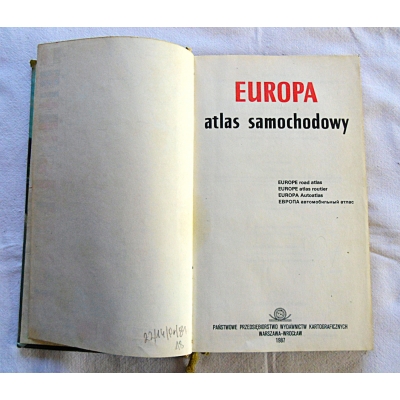 EUROPA
atlas samochodowy
EUROPE road atlas
EUROPE atlas routier
EUROPA Autoatlas
ЕВРОПА автомобильный атлас
PAŃSTWOWE PRZEDSIĘBIORSTWO WYDAWNICTW KARTOGRAFICZNYCH
WARSZAWA-WROCŁAW
1967